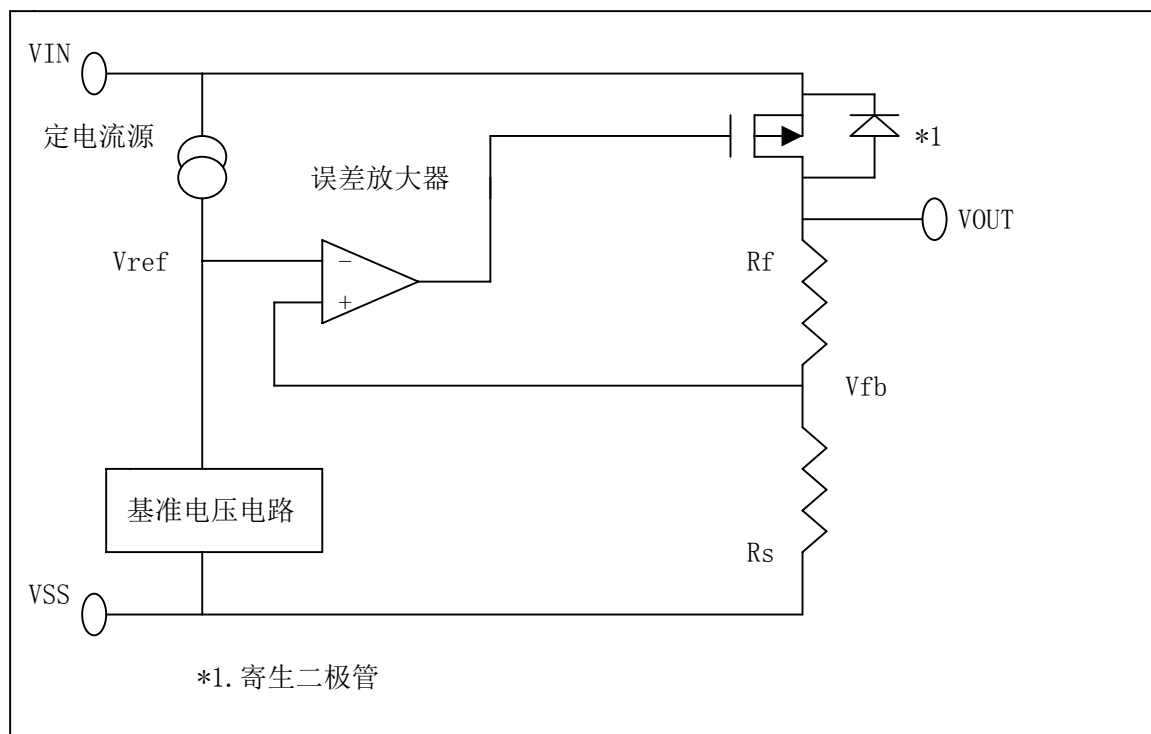 VIN
定电流源
*1
误差放大器
VOUT
Vref
−
Rf
+
Vfb
基准电压电路
Rs
VSS
*1.寄生二极管